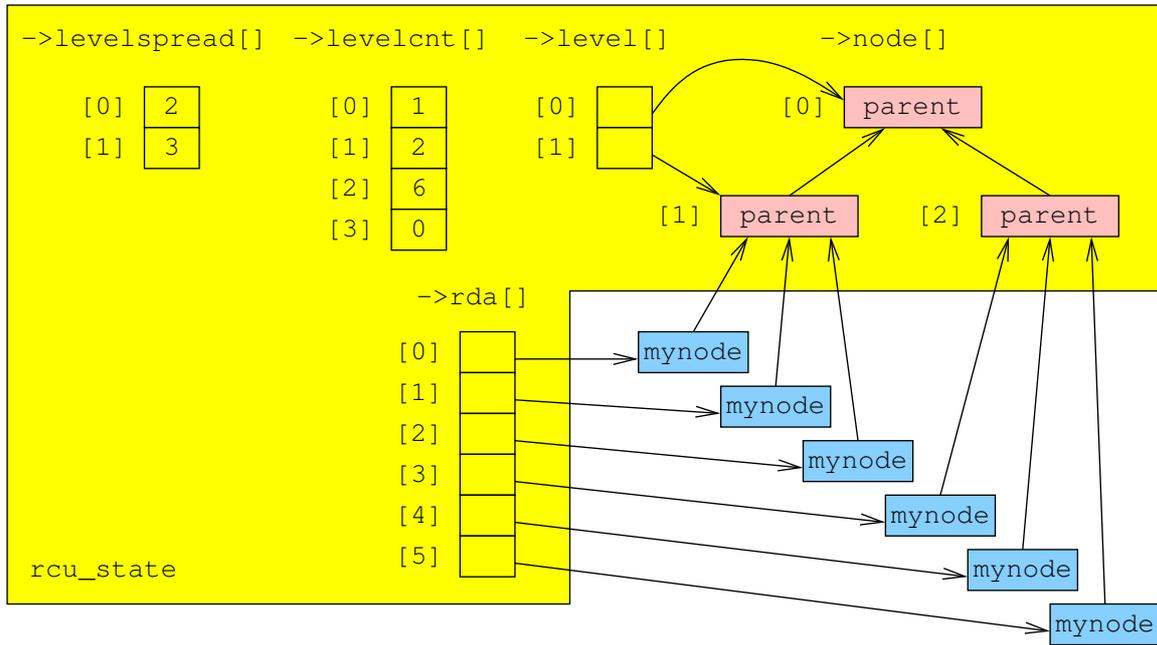 ->levelspread[] ->levelcnt[] ->level[] ->node[]
[0] 2 [0] 1 [0] [0] parent
[1] 3 [1] 2 [1]
[2] 6
[1] parent [2] parent
[3] 0
->rda[]
[0] mynode
[1] mynode
[2] mynode
[3] mynode
[4] mynode
[5]
rcu_state
mynode